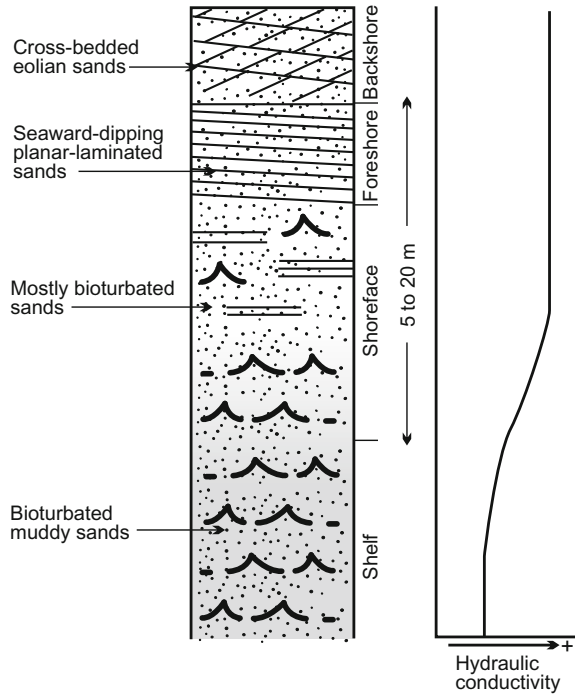 Cross-bedded
eolian sands
Seaward-dipping
planar-laminated
sands
Mostly bioturbated
sands
Bioturbated
muddy sands
Backshore
Foreshore
Shoreface
Shelf
5 to 20 m
+
Hydraulic
conductivity